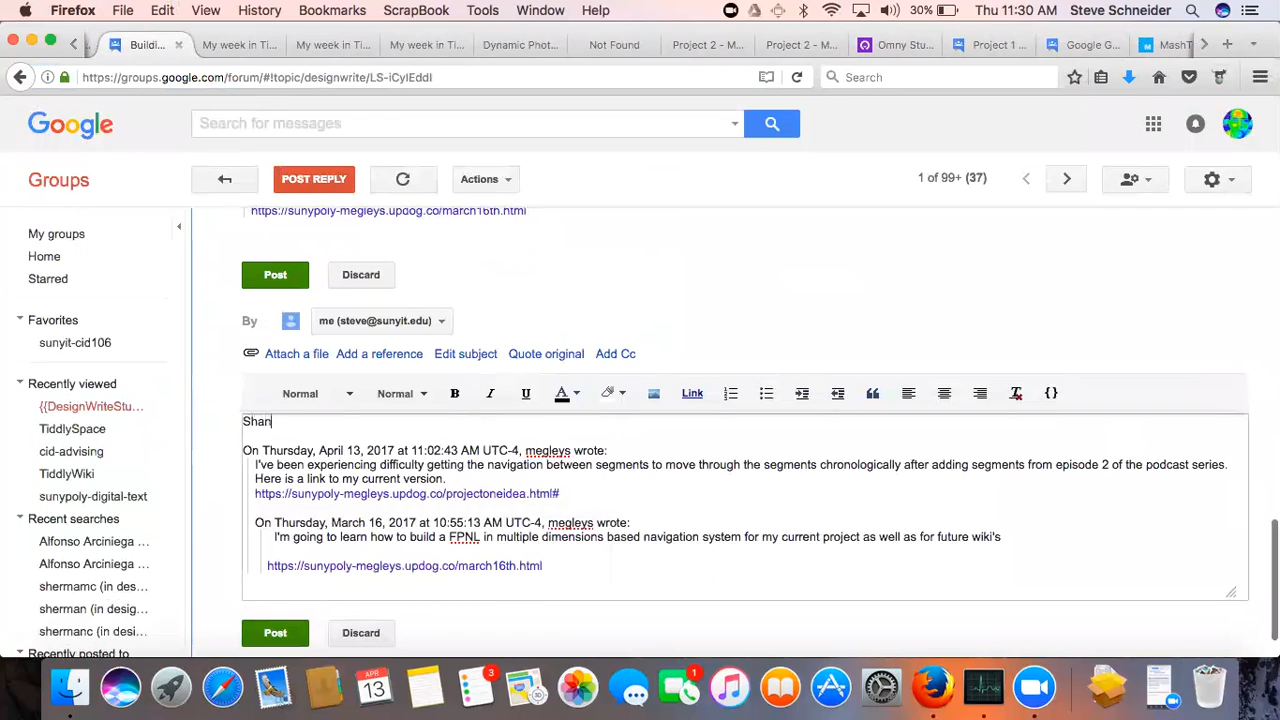 Firefox File Edit View History Bookmarks ScrapBook Tools Window Help 30% Thu 11:30 AM Steve Schneider
Buildi... My week in Ti... My week in Ti... My week in Ti... Dynamic Phot... Not Found Project 2 – M... Project 2 – M... Omny Stu... Project 1 ... Google G... MashT
https://groups.google.com/forum/#!topic/designwrite/LS-iCyIEddI Search
Google Search for messages
Groups POST REPLY Actions 1 of 99+ (37)
https://sunypoly-megleys.updog.co/march16th.html
My groups
Home
Starred
Favorites
sunyit-cid106
Recently viewed
{{DesignWriteStu...
TiddlySpace
cid-advising
TiddlyWiki
sunypoly-digital-text
Recent searches
Alfonso Arciniega ...
Alfonso Arciniega ...
shermamc (in des...
sherman (in desig...
shermanc (in desi...
Recently posted to
Post Discard
By me (steve@sunyit.edu)
Attach a file Add a reference Edit subject Quote original Add Cc
Normal Normal B I U A Link {}
Shan
On Thursday, April 13, 2017 at 11:02:43 AM UTC-4, megleys wrote:
I've been experiencing difficulty getting the navigation between segments to move through the segments chronologically after adding segments from episode 2 of the podcast series.
Here is a link to my current version.
https://sunypoly-megleys.updog.co/projectoneidea.html#
On Thursday, March 16, 2017 at 10:55:13 AM UTC-4, megleys wrote:
I'm going to learn how to build a FPNL in multiple dimensions based navigation system for my current project as well as for future wiki's
https://sunypoly-megleys.updog.co/march16th.html
Post Discard
APR
13
3
30
1